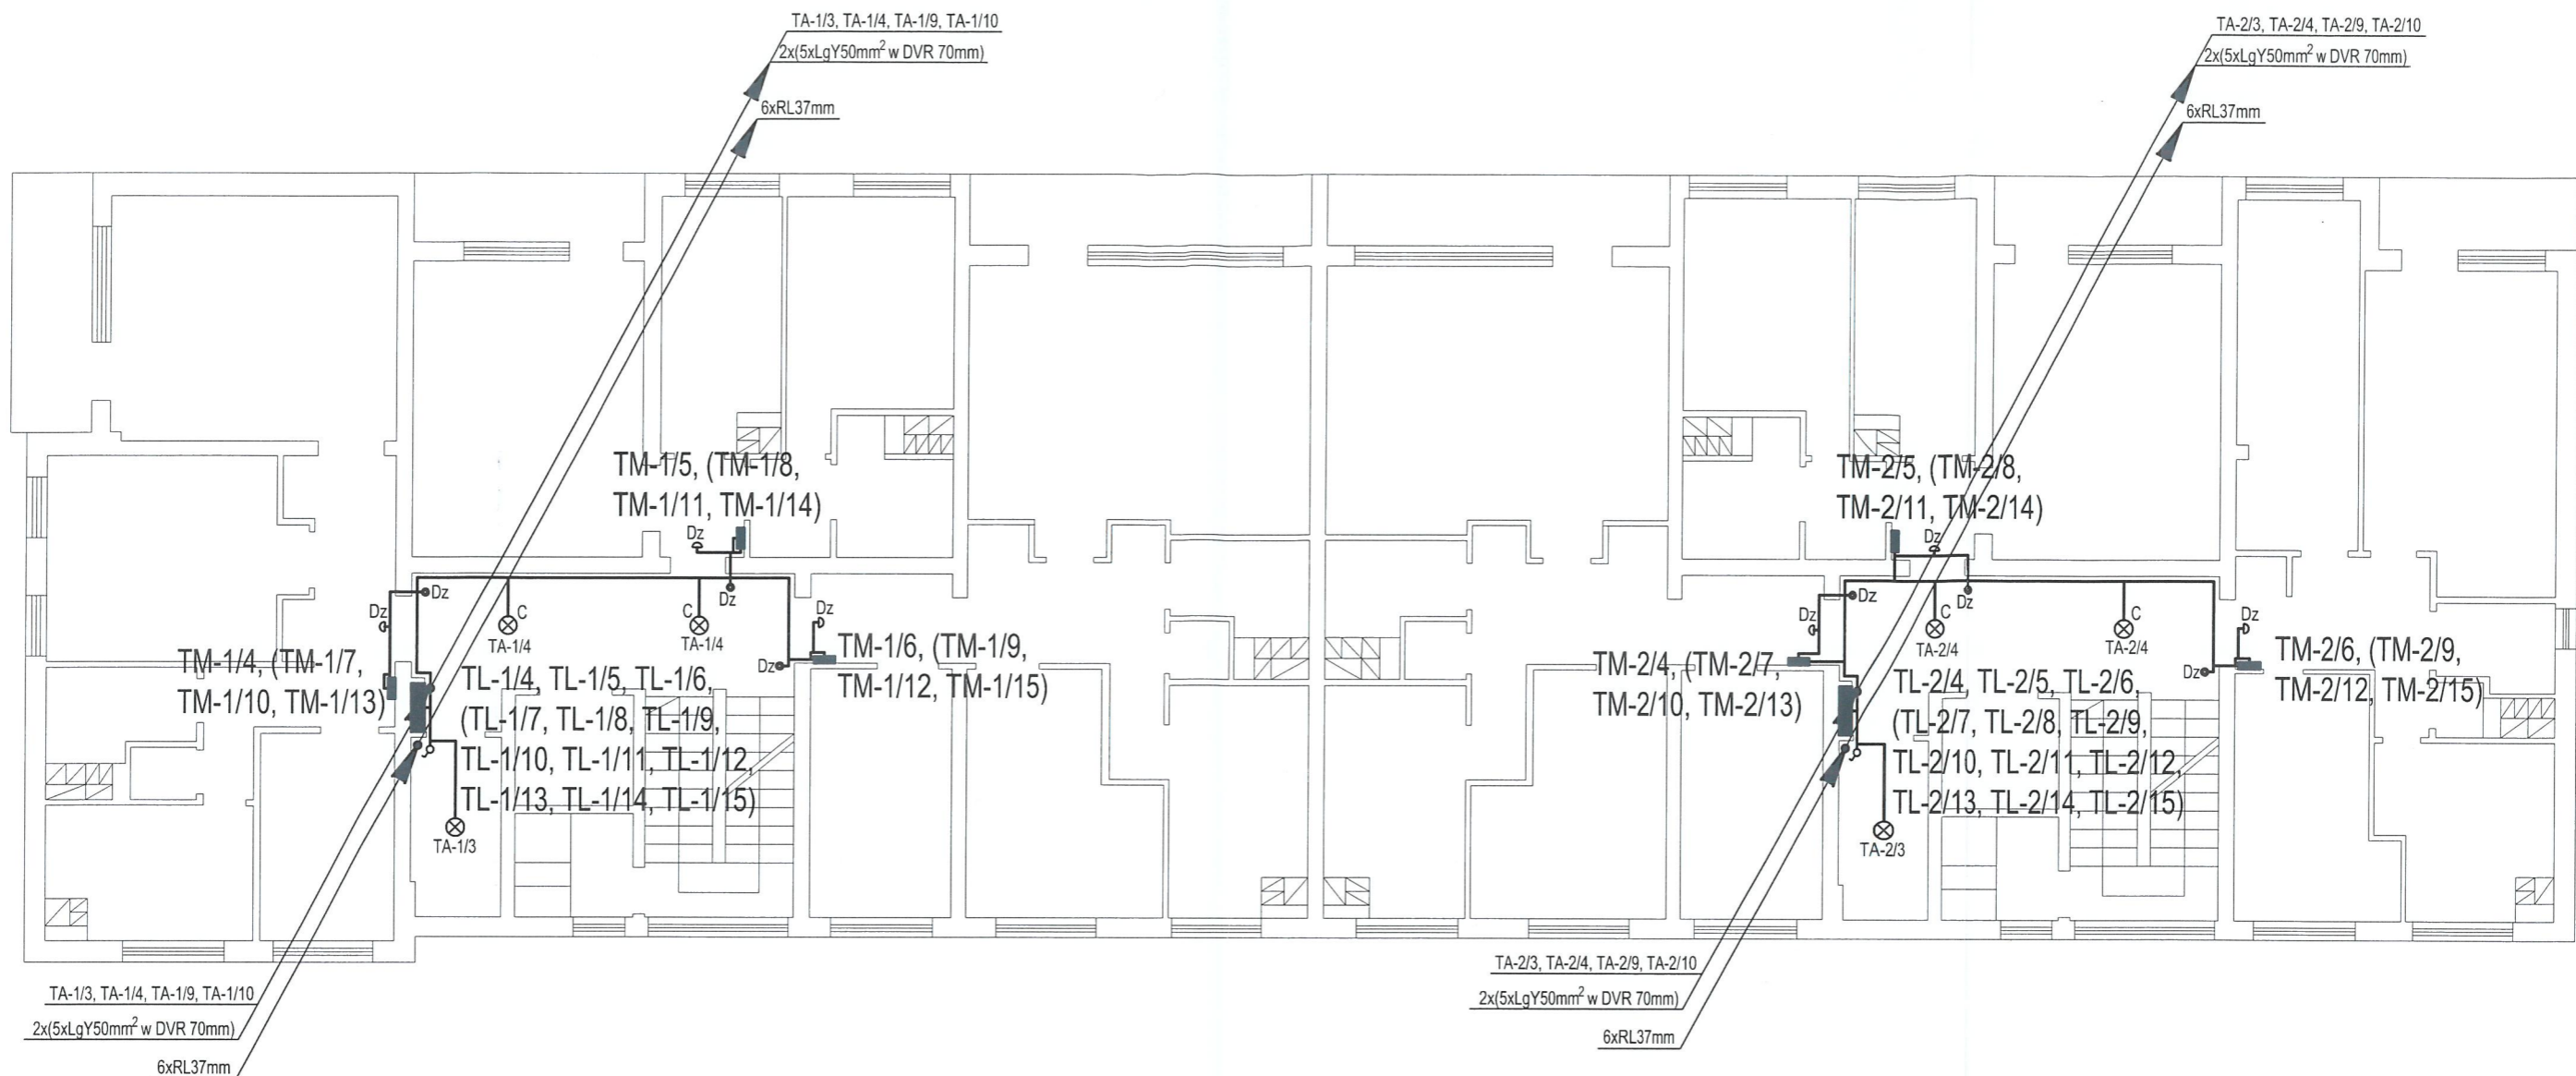 TA-1/3, TA-1/4, TA-1/9, TA-1/10
2x(5xLgY50mm² w DVR 70mm)
6xRL37mm
TA-2/3, TA-2/4, TA-2/9, TA-2/10
2x(5xLgY50mm² w DVR 70mm)
6xRL37mm
TM-1/5, (TM-1/8,
TM-1/11, TM-1/14)
Dz
Dz
Dz
Dz
C
TA-1/4
C
TA-1/4
Dz
Dz
TM-1/4, (TM-1/7,
TM-1/10, TM-1/13)
TL-1/4, TL-1/5, TL-1/6,
(TL-1/7, TL-1/8, TL-1/9,
TL-1/10, TL-1/11, TL-1/12,
TL-1/13, TL-1/14, TL-1/15)
TM-1/6, (TM-1/9,
TM-1/12, TM-1/15)
TA-1/3
TM-2/5, (TM-2/8,
TM-2/11, TM-2/14)
Dz
Dz
Dz
Dz
C
TA-2/4
C
TA-2/4
Dz
Dz
TM-2/4, (TM-2/7,
TM-2/10, TM-2/13)
TL-2/4, TL-2/5, TL-2/6,
(TL-2/7, TL-2/8, TL-2/9,
TL-2/10, TL-2/11, TL-2/12,
TL-2/13, TL-2/14, TL-2/15)
TM-2/6, (TM-2/9,
TM-2/12, TM-2/15)
TA-2/3
TA-1/3, TA-1/4, TA-1/9, TA-1/10
2x(5xLgY50mm² w DVR 70mm)
6xRL37mm
TA-2/3, TA-2/4, TA-2/9, TA-2/10
2x(5xLgY50mm² w DVR 70mm)
6xRL37mm